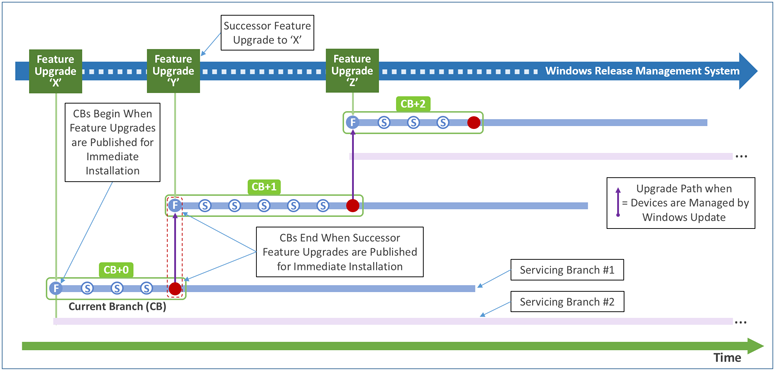 Successor Feature
Upgrade to ‘X’
Feature
Upgrade
‘X’
Feature
Upgrade
‘Y’
Feature
Upgrade
‘Z’
Windows Release Management System
CBs Begin When
Feature Upgrades
are Published for
Immediate
Installation
CB+2
F
S
S
S
...
CB+1
F
S
S
S
S
S
Upgrade Path when
= Devices are Managed by
Windows Update
CBs End When Successor
Feature Upgrades are Published
for Immediate Installation
CB+0
F
S
S
S
Servicing Branch #1
Current Branch (CB)
Servicing Branch #2
...
Time